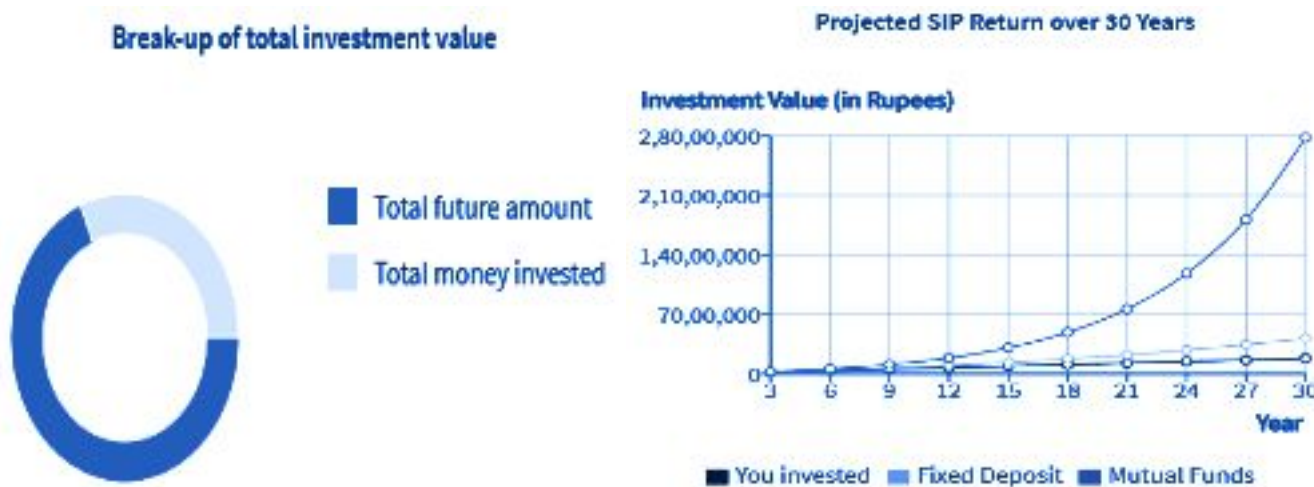 Break-up of total investment value
Total future amount
Total money invested
Projected SIP Return over 30 Years
Investment Value (in Rupees)
2,80,00,000
2,10,00,000
1,40,00,000
70,00,000
0
3 6 9 12 15 18 21 24 27 30
Year
You invested Fixed Deposit Mutual Funds